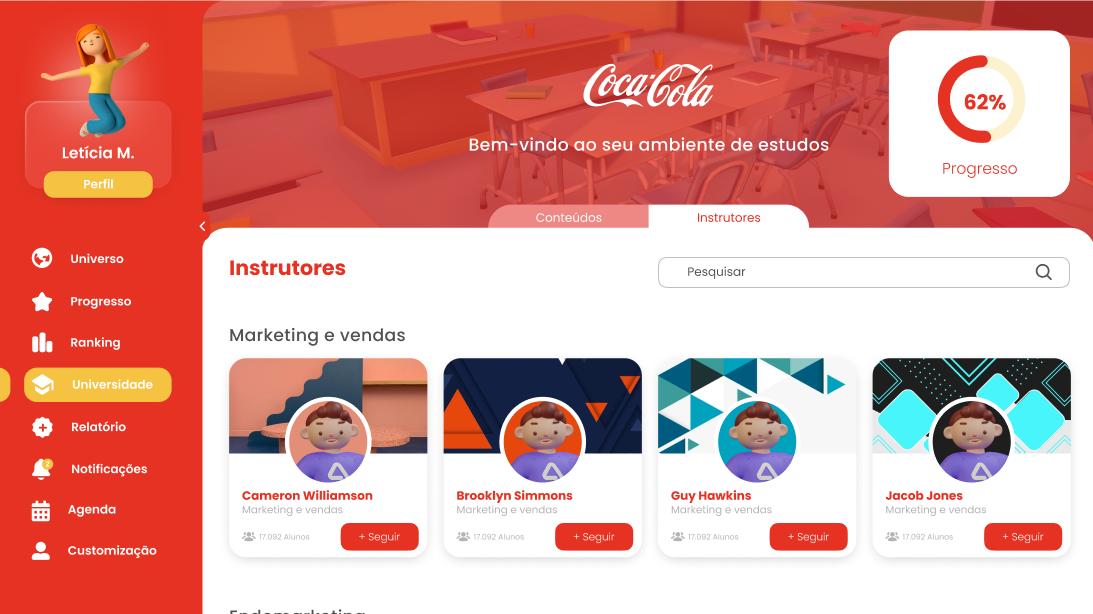 Letícia M.
Perfil
Universo
Progresso
Ranking
Universidade
Relatório
2
Notificações
Agenda
Customização
Coca-Cola
Bem-vindo ao seu ambiente de estudos
62%
Progresso
Conteúdos
Instrutores
Instrutores
Pesquisar
Marketing e vendas
Cameron Williamson
Marketing e vendas
17.092 Alunos
+ Seguir
Brooklyn Simmons
Marketing e vendas
17.092 Alunos
+ Seguir
Guy Hawkins
Marketing e vendas
17.092 Alunos
+ Seguir
Jacob Jones
Marketing e vendas
17.092 Alunos
+ Seguir
Endomarketing